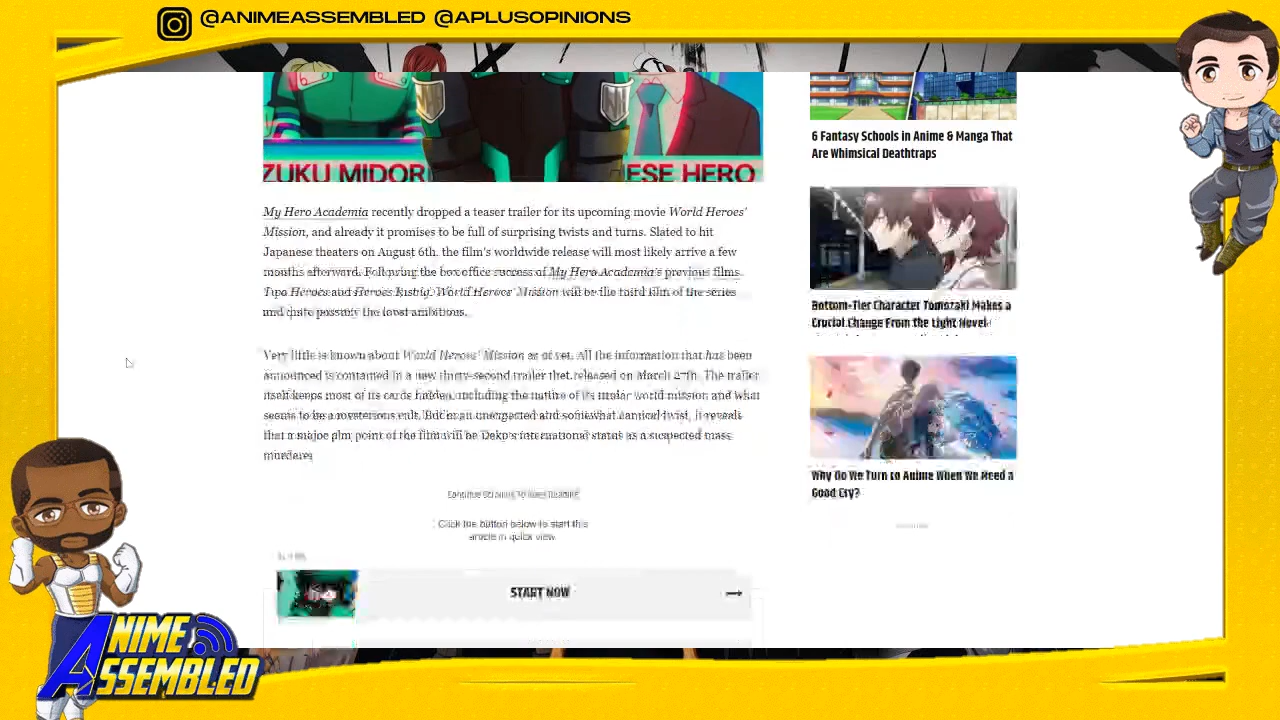 @ANIMEASSEMBLED @APLUSOPINIONS
ZUKU MIDOR
ESE HERO
My Hero Academia recently dropped a teaser trailer for its upcoming movie World Heroes'
Mission, and already it promises to be full of surprising twists and turns. Slated to hit
Japanese theaters on August 6th, the film's worldwide release will most likely arrive a few
months afterward. Following the box office success of My Hero Academia's previous films,
Two Heroes and Heroes Rising, World Heroes' Mission will be the third film of the series
and quite possibly the most ambitious.
Very little is known about World Heroes' Mission as of yet. All the information that has been
announced is contained in a new thirty-second trailer that released on March 27th. The trailer
itself keeps most of its cards hidden, including the nature of its titular world mission and what
seems to be a mysterious cult. But in an unexpected and somewhat comical twist, it reveals
that a major plot point of the film will be Deku's international status as a suspected mass
murderer.
Continue Scrolling To Keep Reading
Click the button below to start this
article in quick view.
START NOW
6 Fantasy Schools in Anime & Manga That
Are Whimsical Deathtraps
Bottom-Tier Character Tomozaki Makes a
Crucial Change From the Light Novel
Why Do We Turn to Anime When We Need a
Good Cry?
ANIME
ASSEMBLED